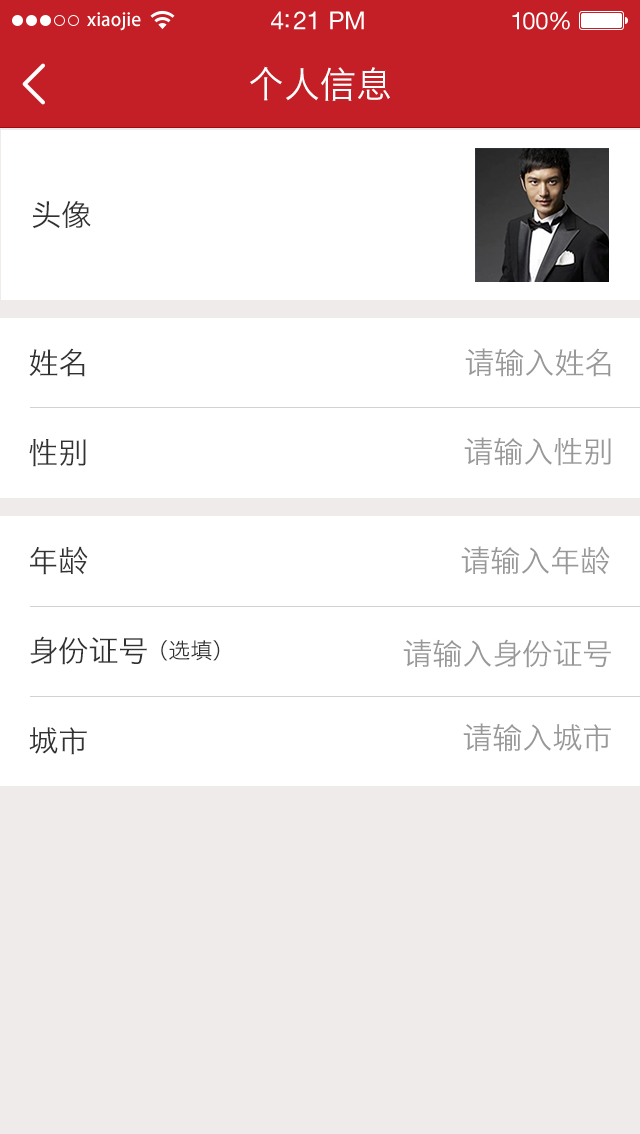 xiaojie 4:21 PM 100%
个人信息
头像
姓名 请输入姓名
性别 请输入性别
年龄 请输入年龄
身份证号（选填） 请输入身份证号
城市 请输入城市